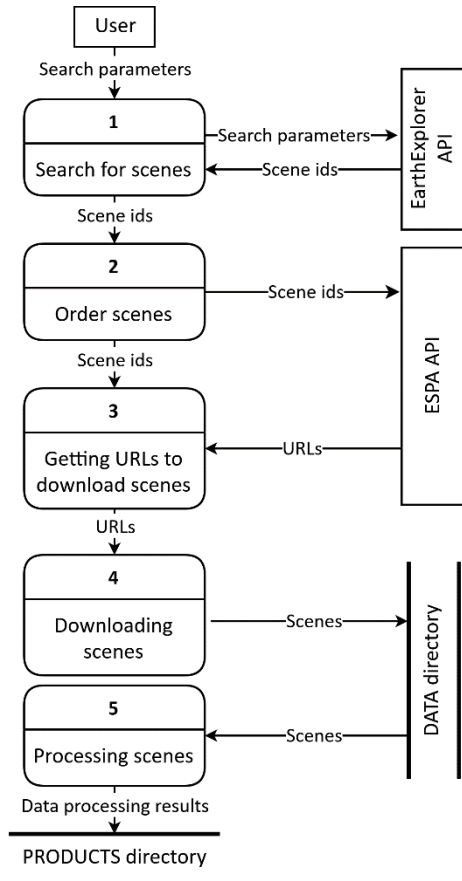 User
Search parameters
1
Search for scenes
Search parameters
Scene ids
EarthExplorer
API
Scene ids
2
Order scenes
Scene ids
Scene ids
3
Getting URLs to
download scenes
URLs
ESPA API
URLs
4
Downloading
scenes
Scenes
DATA directory
5
Processing scenes
Scenes
Data processing results
PRODUCTS directory